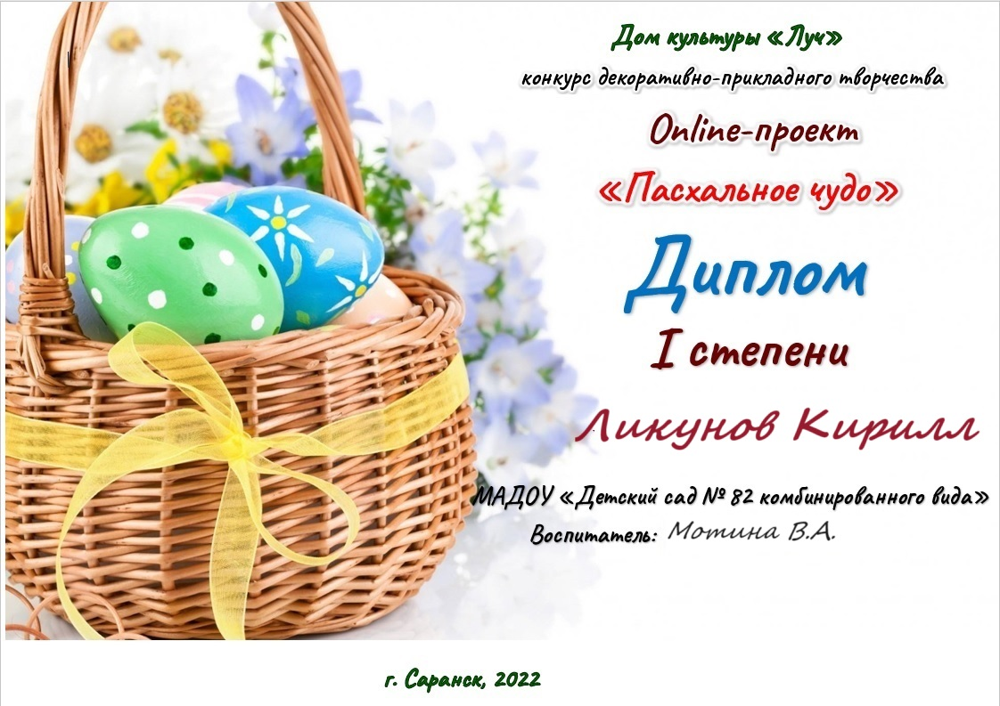 Дом культуры «Луч»
конкурс декоративно-прикладного творчества
Online-проект
«Пасхальное чудо»
Диплом
I степени
Ликунов Кирилл
МАДОУ «Детский сад № 82 комбинированного вида»
Воспитатель: Мотина В.А.
г. Саранск, 2022